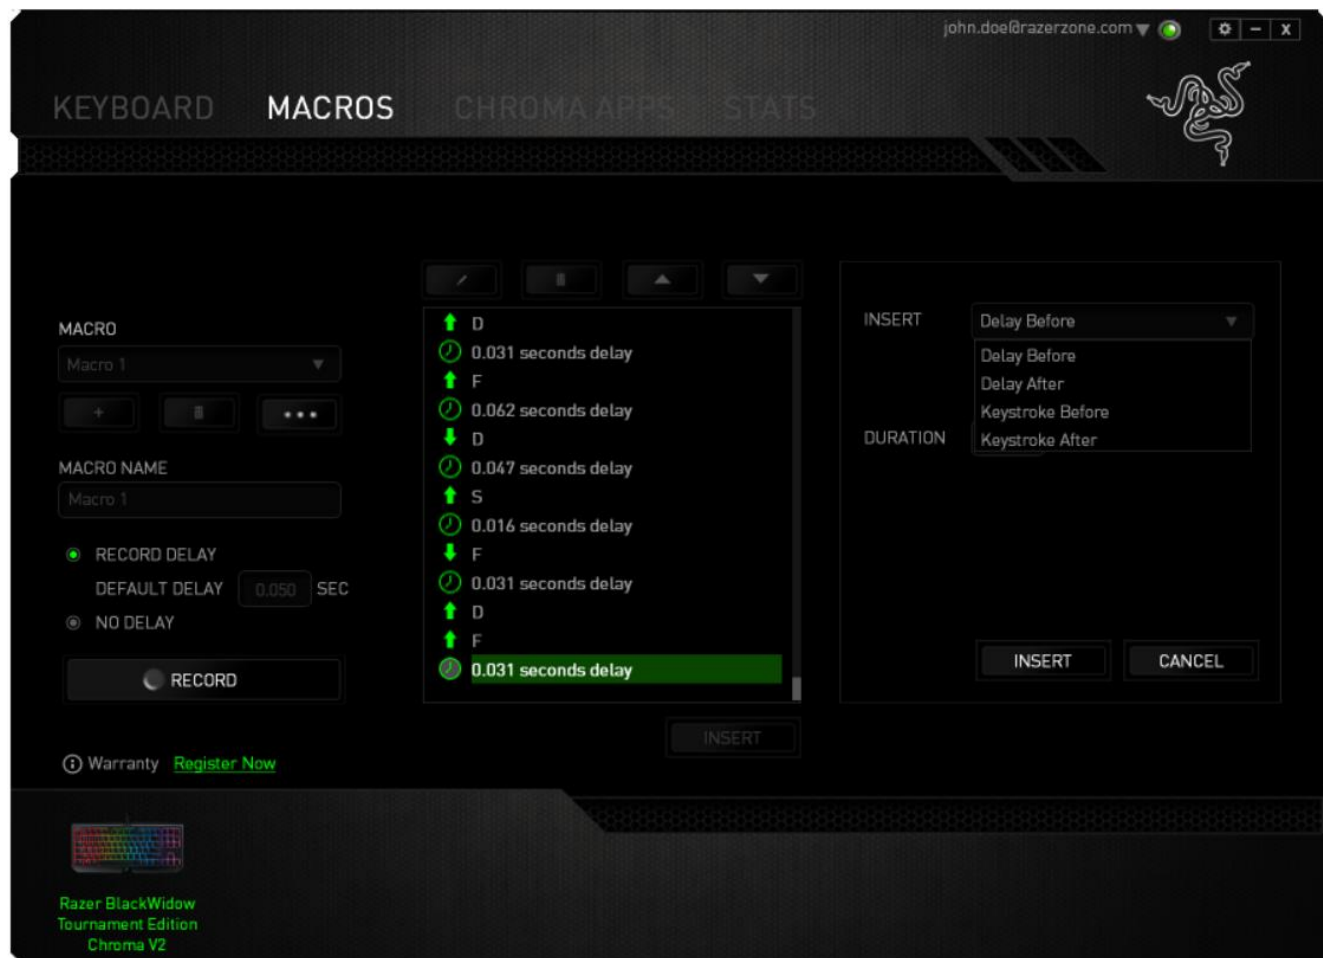 john.doe@razerzone.com
KEYBOARD MACROS CHROMA APPS STATS
MACRO
Macro 1
MACRO NAME
Macro 1
RECORD DELAY
DEFAULT DELAY 0.050 SEC
NO DELAY
RECORD
Warranty Register Now
D
0.031 seconds delay
F
0.062 seconds delay
D
0.047 seconds delay
S
0.016 seconds delay
F
0.031 seconds delay
D
F
0.031 seconds delay
INSERT
INSERT Delay Before
Delay Before
Delay After
Keystroke Before
DURATION Keystroke After
INSERT CANCEL
Razer BlackWidow
Tournament Edition
Chroma V2